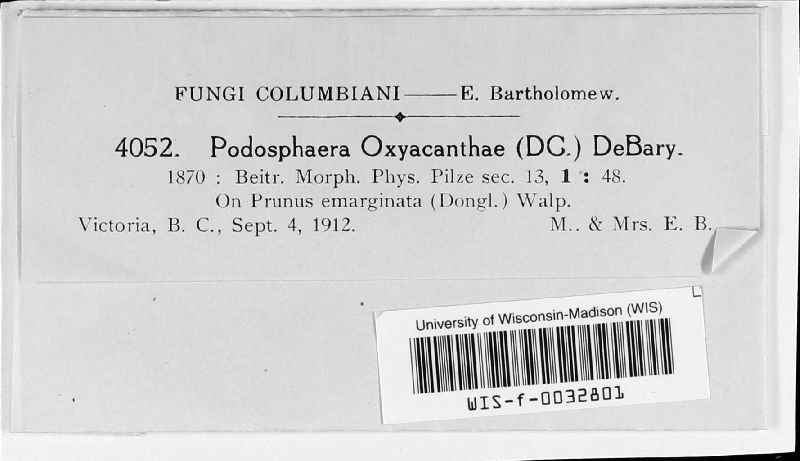 FUNGI COLUMBIANI——E. Bartholomew.
4052. Podosphaera Oxyacanthae (DC.) DeBary.
1870 : Beitr. Morph. Phys. Pilze sec. 13, 1 : 48.
On Prunus emarginata (Dongl.) Walp.
Victoria, B. C., Sept. 4, 1912. M.. & Mrs. E. B.
University of Wisconsin-Madison (WIS)
WIS-f-0032801